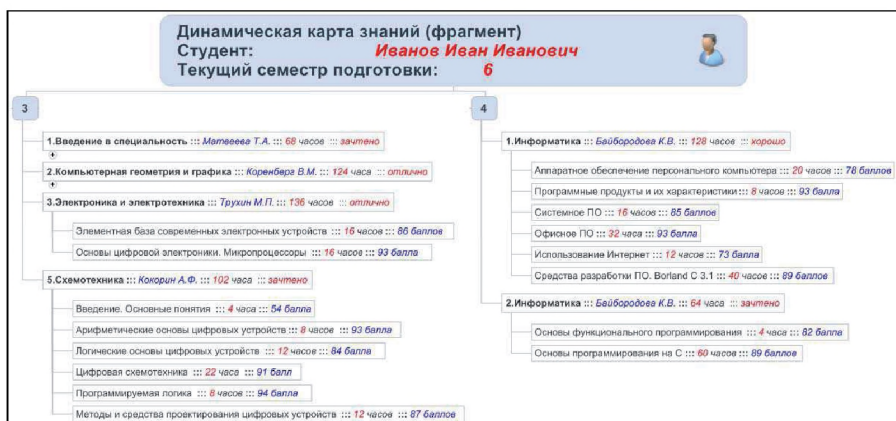 Динамическая карта знаний (фрагмент)
Студент: Иванов Иван Иванович
Текущий семестр подготовки: 6
3
1.Введение в специальность ::: Матвеева Т.А. ::: 68 часов ::: зачтено
2.Компьютерная геометрия и графика ::: Коренберг В.М. ::: 124 часа ::: отлично
3.Электроника и электротехника ::: Трухин М.П. ::: 136 часов ::: отлично
Элементная база современных электронных устройств ::: 16 часов ::: 86 баллов
Основы цифровой электроники. Микропроцессоры ::: 16 часов ::: 93 балла
5.Схемотехника ::: Кокорин А.Ф. ::: 102 часа ::: зачтено
Введение. Основные понятия ::: 4 часа ::: 54 балла
Арифметические основы цифровых устройств ::: 8 часов ::: 93 балла
Логические основы цифровых устройств ::: 12 часов ::: 84 балла
Цифровая схемотехника ::: 22 часа ::: 91 балл
Программируемая логика ::: 8 часов ::: 94 балла
Методы и средства проектирования цифровых устройств ::: 12 часов ::: 87 баллов
4
1.Информатика ::: Байбородова К.В. ::: 128 часов ::: хорошо
Аппаратное обеспечение персонального компьютера ::: 20 часов ::: 78 баллов
Программные продукты и их характеристики ::: 8 часов ::: 93 балла
Системное ПО ::: 16 часов ::: 85 баллов
Офисное ПО ::: 32 часа ::: 93 балла
Использование Интернет ::: 12 часов ::: 73 балла
Средства разработки ПО. Borland C 3.1 ::: 40 часов ::: 89 баллов
2.Информатика ::: Байбородова К.В. ::: 64 часа ::: зачтено
Основы функционального программирования ::: 4 часа ::: 82 балла
Основы программирования на С ::: 60 часов ::: 89 баллов